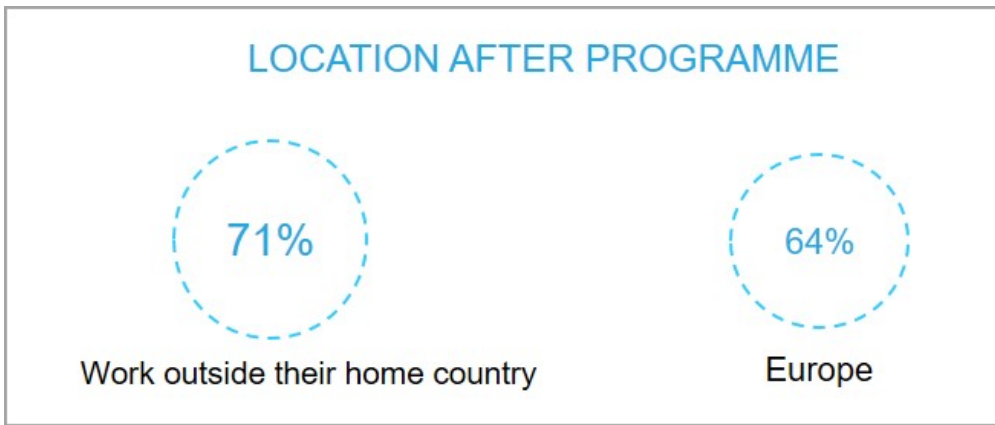 LOCATION AFTER PROGRAMME
71%
Work outside their home country
64%
Europe